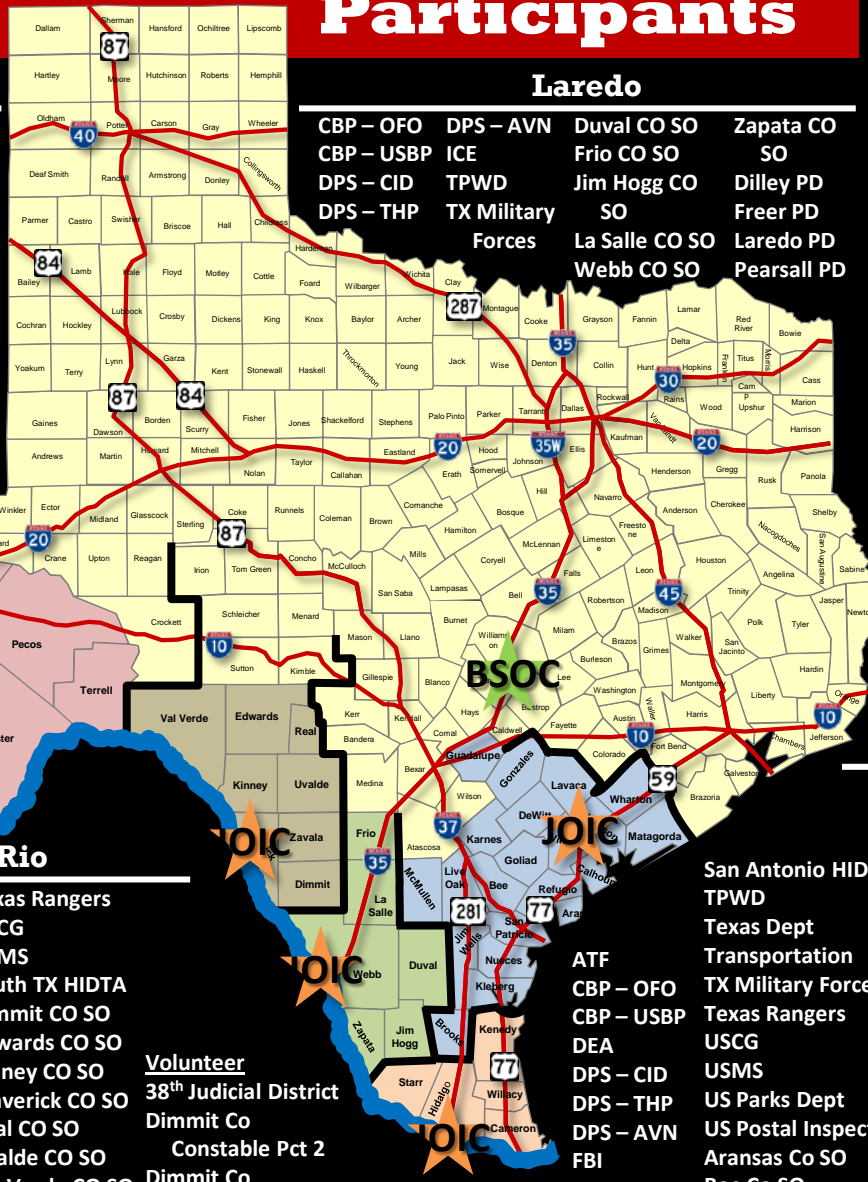 Participants
Laredo
CBP – OFO
CBP – USBP
DPS – CID
DPS – THP
DPS – AVN
ICE
TPWD
TX Military
Forces
Duval CO SO
Frio CO SO
Jim Hogg CO
SO
La Salle CO SO
Webb CO SO
Zapata CO
SO
Dilley PD
Freer PD
Laredo PD
Pearsall PD
Dallam
Sherman
Hansford
Ochiltree
Lipscomb
87
Hartley
Moore
Hutchinson
Roberts
Hemphill
Oldham
40
Potter
Carson
Gray
Wheeler
Deaf Smith
Randall
Armstrong
Donley
Collingsworth
Parmer
Castro
Swisher
Briscoe
Hall
Childress
Hardeman
84
Bailey
Lamb
Hale
Floyd
Motley
Cottle
Foard
Wilbarger
Wichita
Clay
287
Montague
Cooke
Grayson
Fannin
Lamar
Red
River
Bowie
Cochran
Hockley
Lubbock
Crosby
Dickens
King
Knox
Baylor
Archer
35
Delta
Yoakum
Terry
Lynn
Garza
Kent
Stonewall
Haskell
Throckmorton
Young
Jack
Wise
Denton
Collin
Hunt
30
Hopkins
Franklin
Titus
Morris
Cass
87
84
Rockwall
Rains
Wood
Cam
p
Upshur
Marion
Gaines
Dawson
Borden
Scurry
Fisher
Jones
Shackelford
Stephens
Palo Pinto
Parker
Tarrant
Dallas
Kaufman
Van Zandt
20
Harrison
Andrews
Martin
Howard
Mitchell
Nolan
Taylor
Callahan
Eastland
20
Erath
Hood
Somervell
Johnson
35W
Ellis
Henderson
Gregg
Rusk
Panola
Winkler
Ector
Midland
Glasscock
Sterling
Coke
Runnels
Coleman
Brown
Comanche
Hamilton
Bosque
Hill
Navarro
Anderson
Cherokee
Shelby
20
Crane
Upton
Reagan
87
Irion
Tom Green
Concho
McCulloch
Mills
Coryell
McLennan
Limeston
e
Freesto
ne
Houston
Nacogdoches
San Augustine
Sabine
Angelina
San Saba
Lampasas
Bell
35
Falls
Robertson
Leon
Madison
45
Trinity
Polk
Tyler
Jasper
Newto
Pecos
Crockett
Schleicher
Menard
Mason
Llano
Burnet
Williams
on
Milam
Brazos
Grimes
Walker
San
Jacinto
Hardin
10
Sutton
Kimble
Gillespie
Blanco
BSOC
Lee
Burleson
Washington
Montgomery
Liberty
Orange
Terrell
Val Verde
Edwards
Real
Kerr
Kendall
Hays
Bastrop
Caldwell
Fayette
Austin
Waller
Harris
10
Bandera
Comal
10
Fort Bend
Chambers
Jefferson
Kinney
Uvalde
Medina
Bexar
Guadalupe
Gonzales
Colorado
59
Galveston
Wilson
Lavaca
Wharton
Brazoria
JOIC
Zavala
Frio
35
Atascosa
37
Karnes
DeWitt
JOIC
Matagorda
Dimmit
La
Salle
McMullen
Live
Oak
Bee
Goliad
Calhoun
Refugio
281
77
San
Patricio
Jim
Wells
JOIC
Webb
Duval
Nueces
Kleberg
Zapata
Jim
Hogg
Brooks
Kenedy
77
Starr
Hidalgo
Willacy
JOIC
Cameron
Rio
Texas Rangers
South TX HIDTA
Volunteer
38th Judicial District
Dimmit Co
Constable Pct 2
Dimmit Co
ATF
CBP – OFO
CBP – USBP
DEA
DPS – CID
DPS – THP
DPS – AVN
FBI
San Antonio HID
TPWD
Texas Dept
Transportation
TX Military Force
Texas Rangers
USCG
USMS
US Parks Dept
US Postal Inspect
Aransas Co SO
Bee Co SO